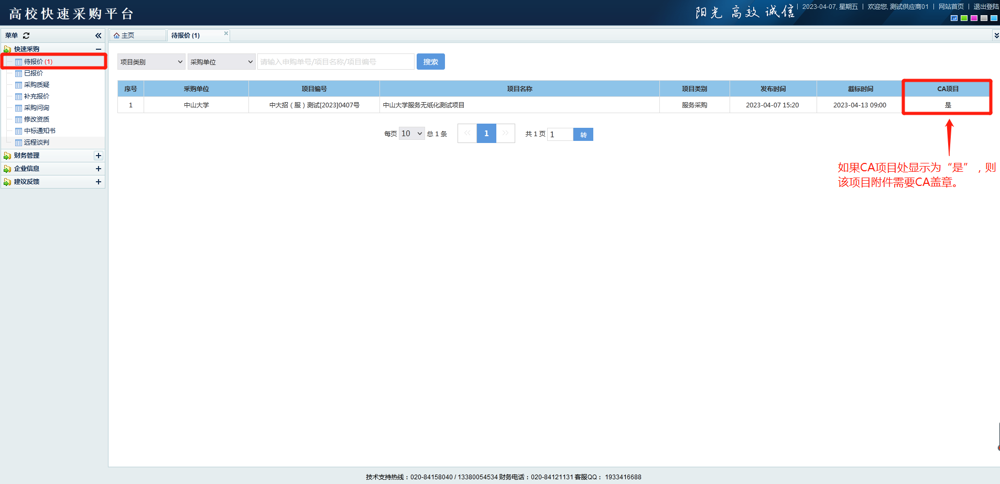 高校快速采购平台
阳光 高效 诚信
2023-04-07, 星期五 | 欢迎您, 测试供应商01 | 网站首页 | 退出登陆
菜单
主页
待报价 (1)
快速采购
待报价 (1)
已报价
采购质疑
补充报价
采购问询
修改资质
中标通知书
远程谈判
财务管理
企业信息
建议反馈
项目类别
采购单位
请输入申购单号/项目名称/项目编号
搜索
序号 采购单位 项目编号 项目名称 项目类别 发布时间 截标时间 CA项目
1 中山大学 中大招（服）测试[2023]0407号 中山大学服务无纸化测试项目 服务采购 2023-04-07 15:20 2023-04-13 09:00 是
每页 10 总 1 条 « 1 » 共 1 页 1 转
如果CA项目处显示为“是”，则
该项目附件需要CA盖章。
技术支持热线：020-84158040 / 13380054534 财务电话：020-84121131 客服QQ： 1933416688